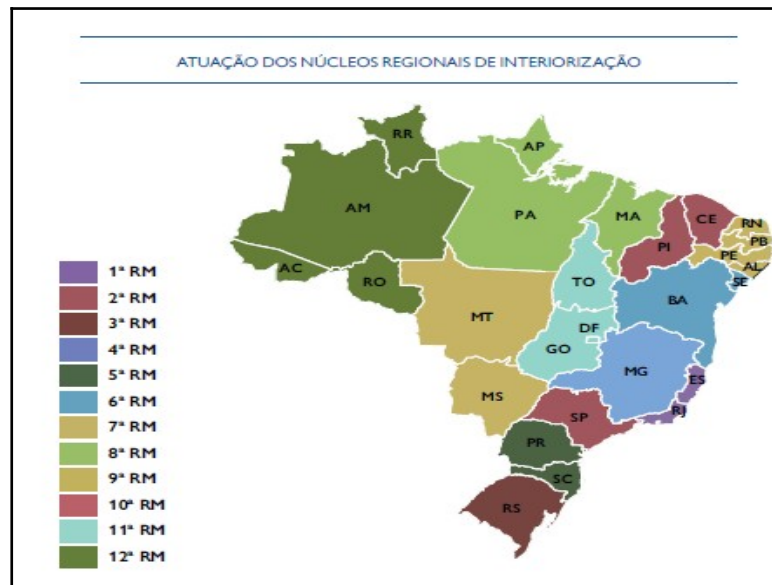 ATUAÇÃO DOS NÚCLEOS REGIONAIS DE INTERIORIZAÇÃO
RR
AP
AM
PA
MA
CE
RN
PB
PI
PE
AL
AC
RO
TO
SE
BA
MT
DF
GO
MG
ES
MS
SP
RJ
PR
SC
RS
1ª RM
2ª RM
3ª RM
4ª RM
5ª RM
6ª RM
7ª RM
8ª RM
9ª RM
10ª RM
11ª RM
12ª RM